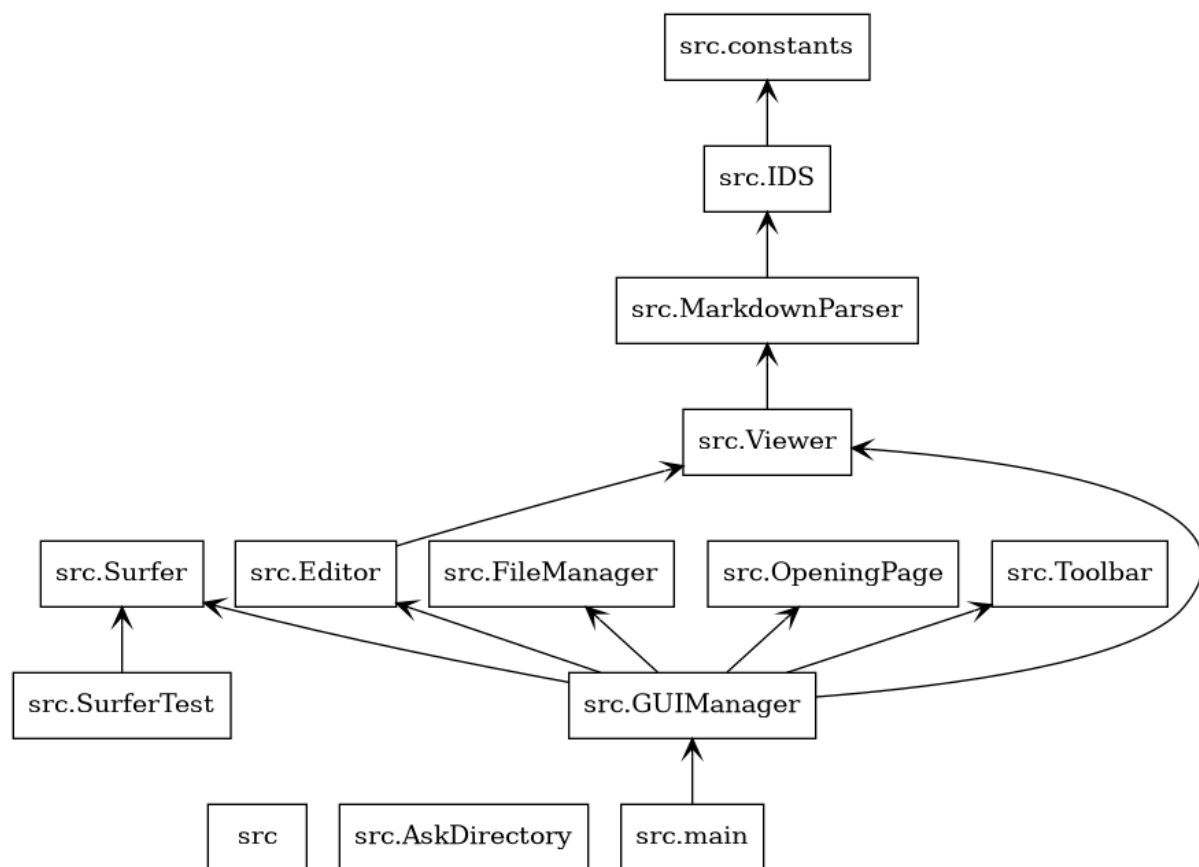 src.constants
src.IDS
src.MarkdownParser
src.Viewer
src.Surfer
src.Editor
src.FileManager
src.OpeningPage
src.Toolbar
src.SurferTest
src.GUIManager
src
src.AskDirectory
src.main